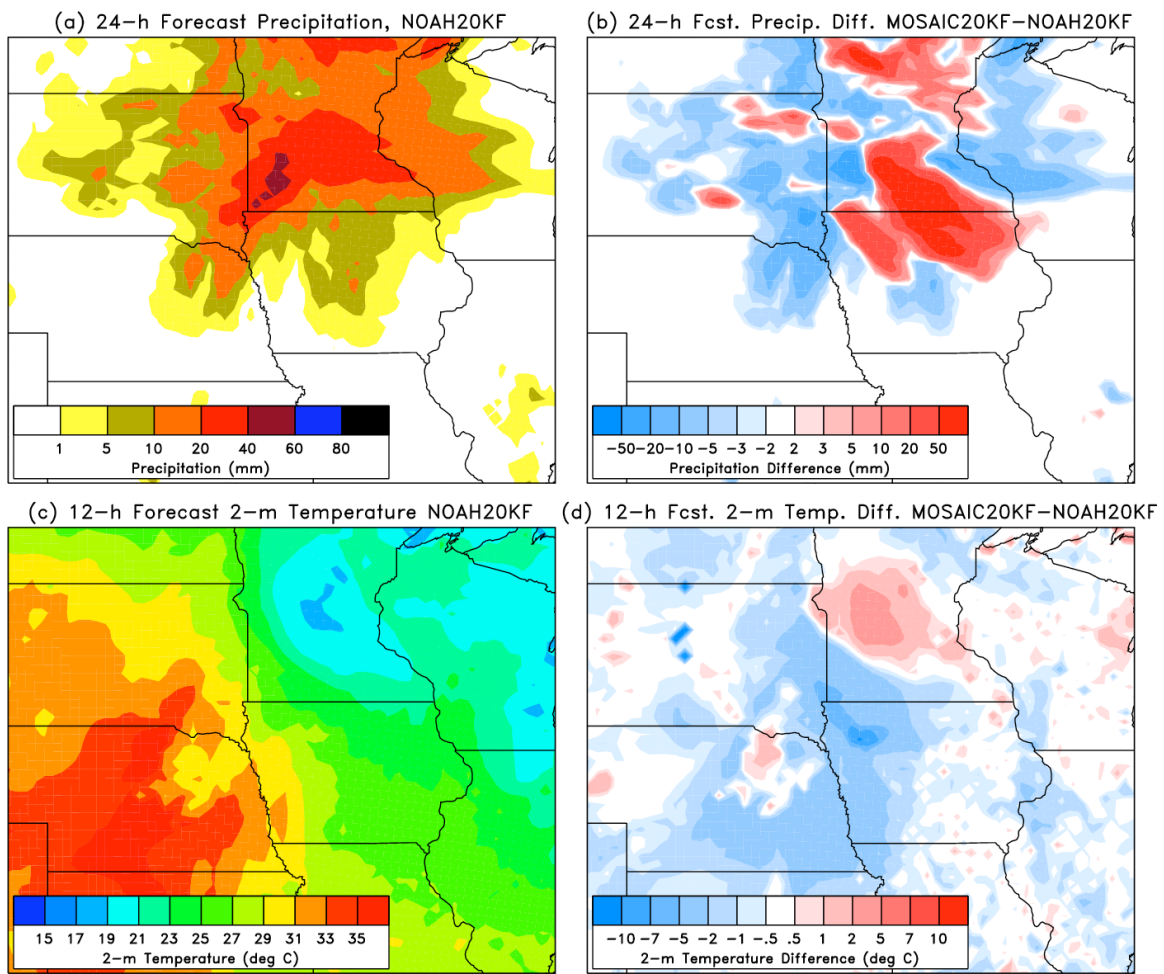 (a) 24-h Forecast Precipitation, NOAH20KF
(b) 24-h Fcst. Precip. Diff. MOSAIC20KF-NOAH20KF
1 5 10 20 40 60 80
Precipitation (mm)
-50-20-10 -5 -3 -2 2 3 5 10 20 50
Precipitation Difference (mm)
(c) 12-h Forecast 2-m Temperature NOAH20KF
(d) 12-h Fcst. 2-m Temp. Diff. MOSAIC20KF-NOAH20KF
15 17 19 21 23 25 27 29 31 33 35
2-m Temperature (deg C)
-10 -7 -5 -2 -1 -.5 .5 1 2 3 7 10
2-m Temperature Difference (deg C)